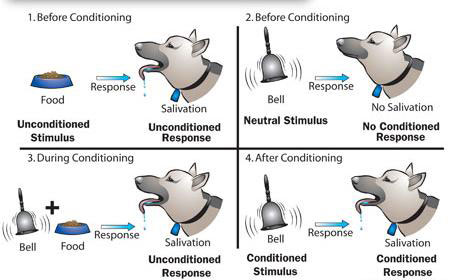 1. Before Conditioning
Food
Response
Salivation
Unconditioned
Stimulus
Unconditioned
Response
2. Before Conditioning
Bell
Response
No Salivation
Neutral Stimulus
No Conditioned
Response
3. During Conditioning
+
Bell
Food
Response
Salivation
Unconditioned
Response
4. After Conditioning
Bell
Response
Salivation
Conditioned
Stimulus
Conditioned
Response